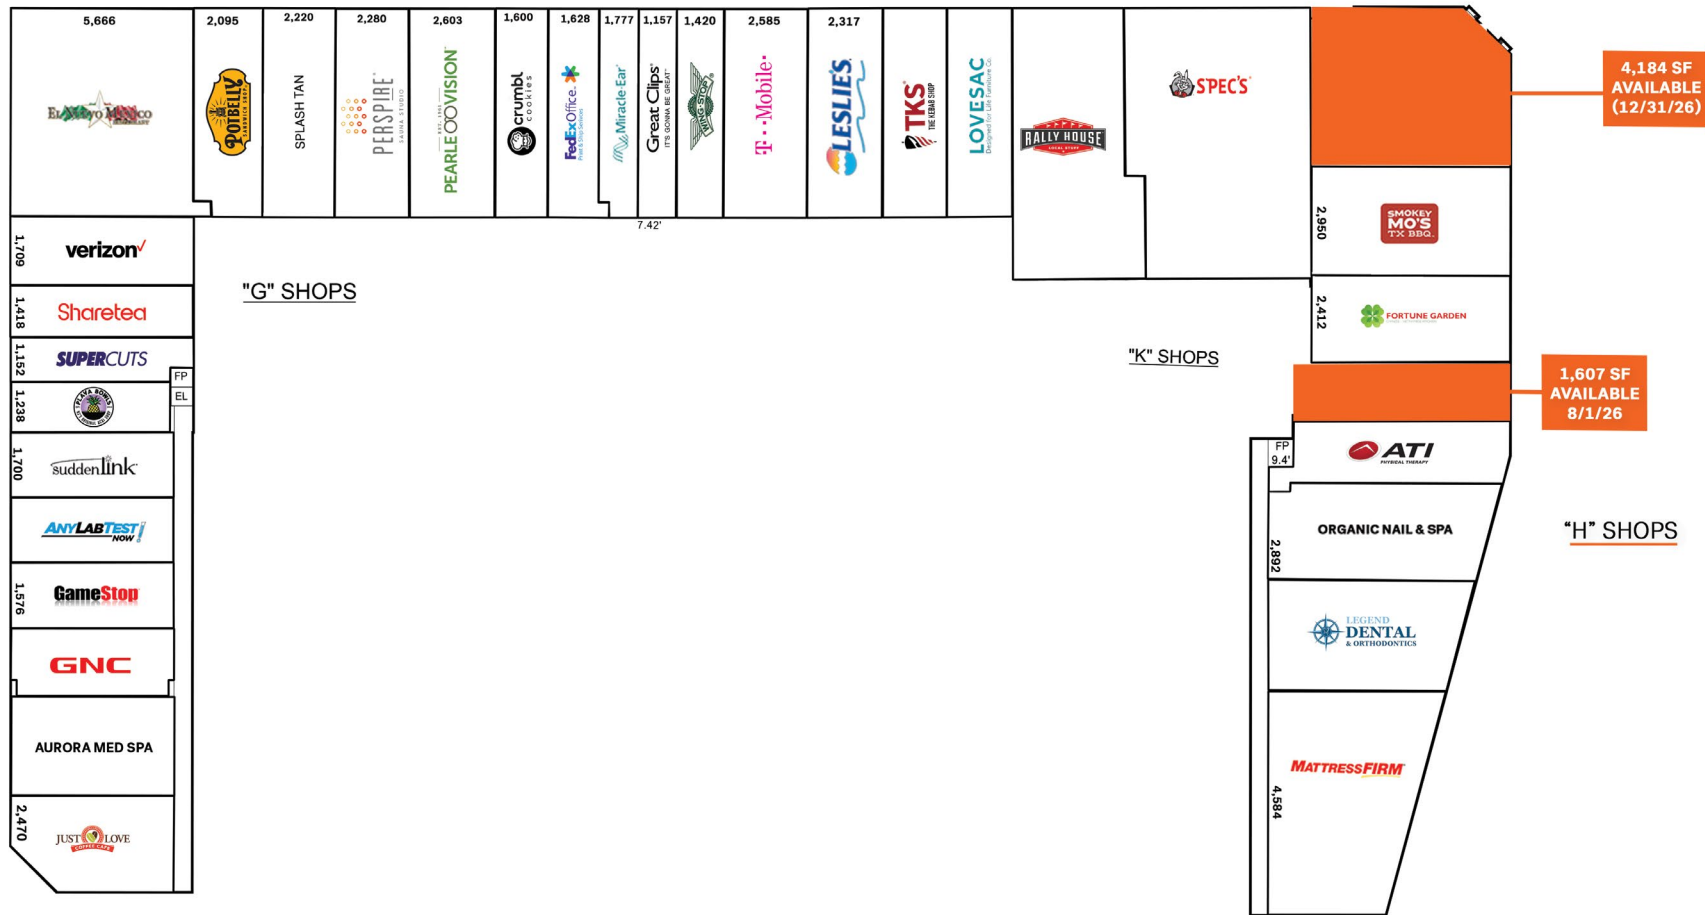 5,666
2,095
2,220
2,280
2,603
1,600
1,628
1,777
1,157
1,420
2,585
2,317
EL MEXICO
POTBELLY
SANDWICH SHOP
SPLASH TAN
PERSPIRE
SAUNA STUDIO
PEARLE VISION
crumbl
cookies
FedEx Office
Print & Ship Services
Miracle-Ear
Great Clips
IT'S GONNA BE GREAT
WING-STOP
T-Mobile
LESLIE'S
TKS
THE KEBAB SHOP
LOVESAC
Designed for Life Furniture Co.
RALLY HOUSE
SPEC'S
4,184 SF
AVAILABLE
(12/31/26)
7.42'
1,709
verizon
"G" SHOPS
1,418
Sharetea
1,152
SUPERCUTS
FP
EL
1,238
PLAYA BOWLS
1,700
suddenlink
ANYLABTEST
NOW
1,576
GameStop
GNC
AURORA MED SPA
2,470
JUST LOVE
COFFEE CAFE
2,950
SMOKEY
MO'S
TX BBQ
2,412
FORTUNE GARDEN
"K" SHOPS
1,607 SF
AVAILABLE
8/1/26
FP
9.4'
ATI
PHYSICAL THERAPY
ORGANIC NAIL & SPA
2,892
"H" SHOPS
LEGEND
DENTAL
& ORTHODONTICS
MATTRESSFIRM
4,584